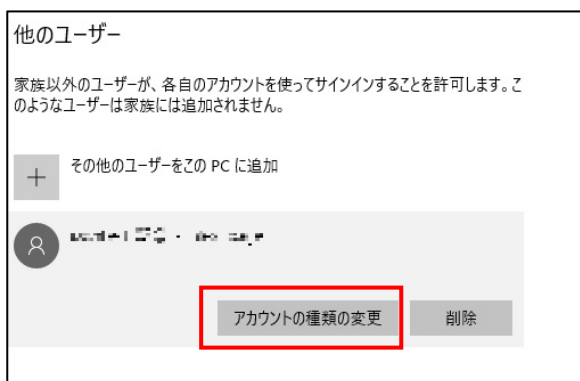 他のユーザー
家族以外のユーザーが、各自のアカウントを使ってサインインすることを許可します。こ
のようなユーザーは家族には追加されません。
その他のユーザーをこの PC に追加
アカウントの種類の変更
削除